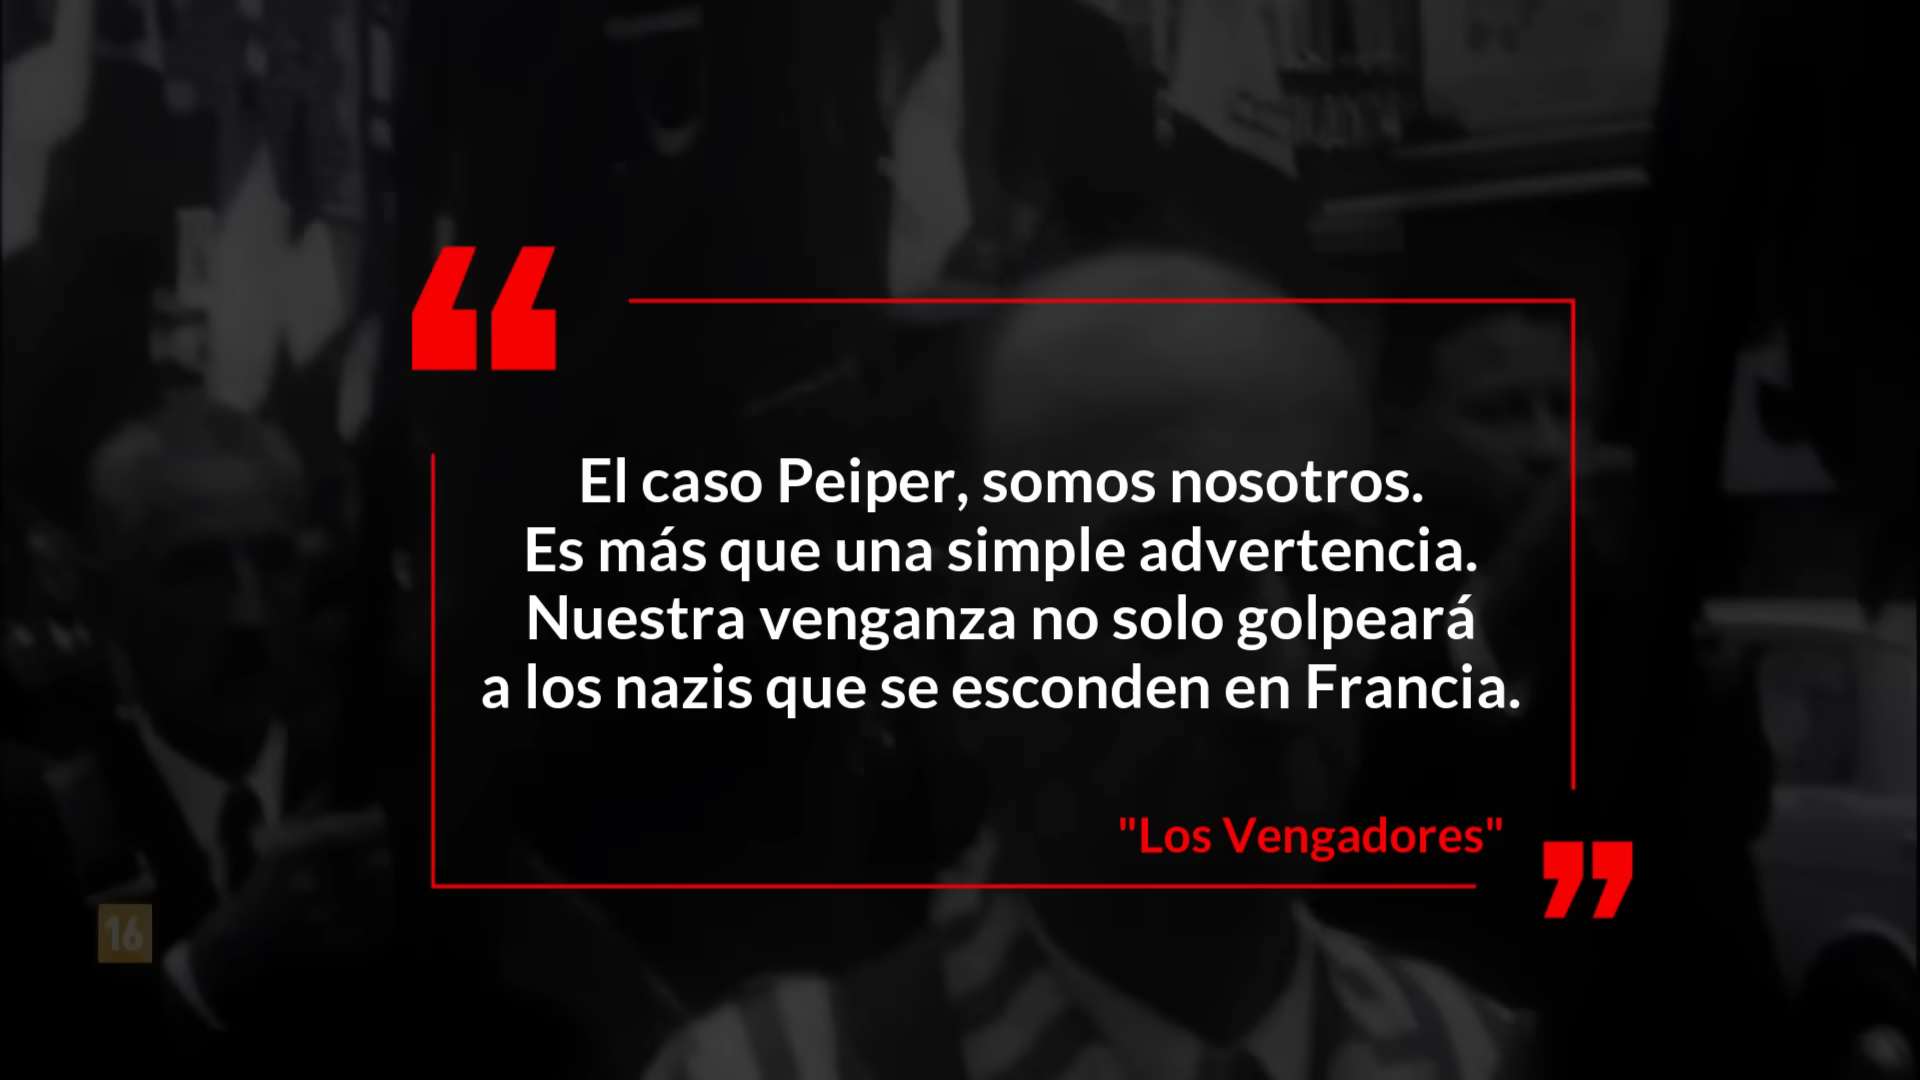 El caso Peiper, somos nosotros.
Es más que una simple advertencia.
Nuestra venganza no solo golpeará
a los nazis que se esconden en Francia.
"Los Vengadores"
16